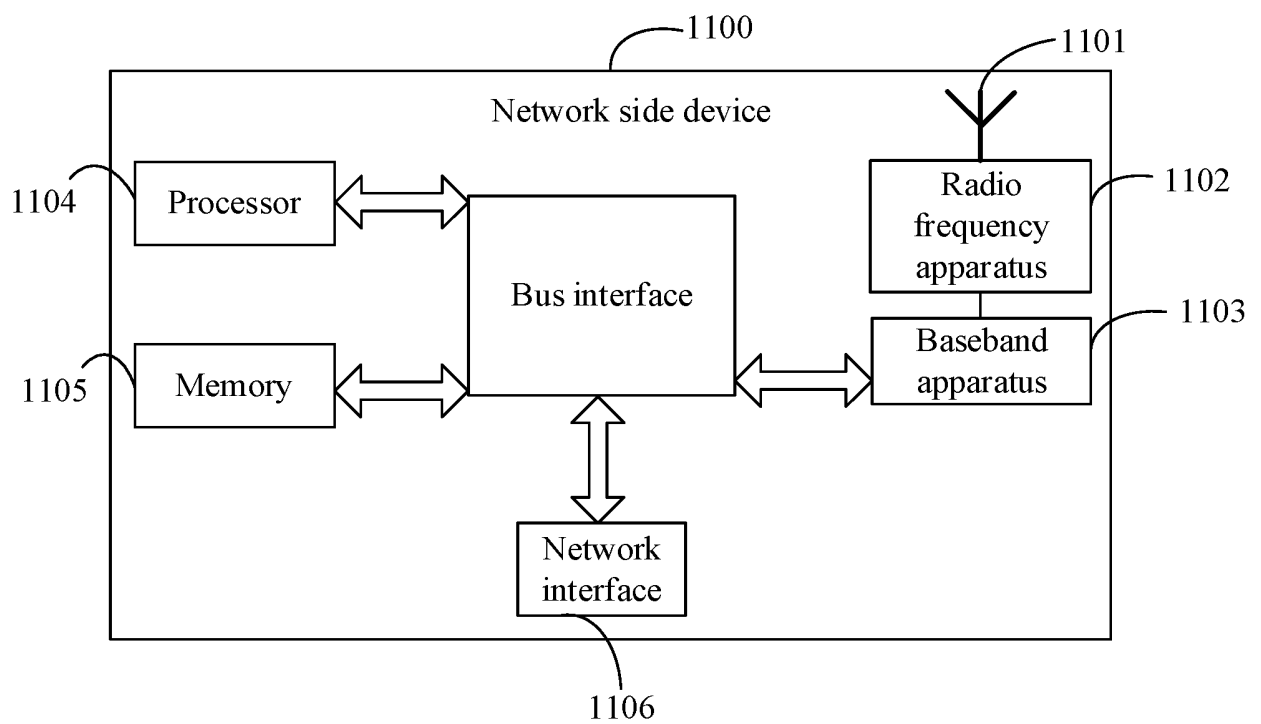 1100
1101
Network side device
1104
Processor
Radio
frequency
apparatus
1102
Bus interface
1105
Memory
Baseband
apparatus
1103
Network
interface
1106